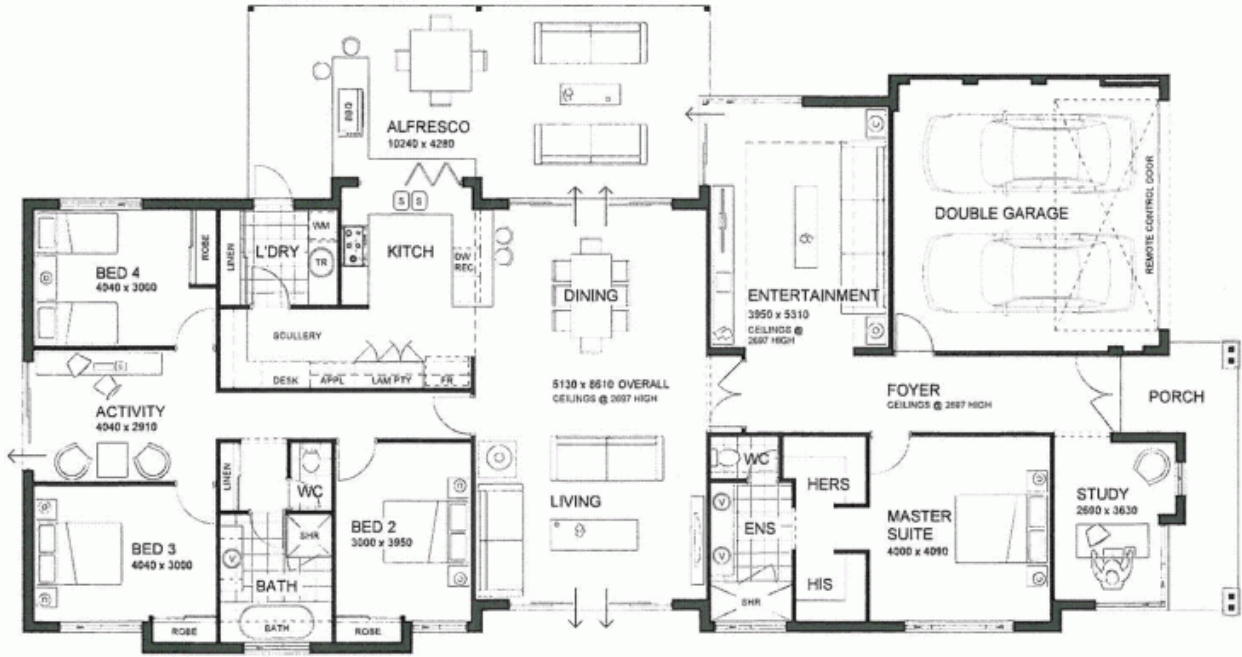 BBQ
ALFRESCO
10240 x 4280
DOUBLE GARAGE
REMOTE CONTROL DOOR
BED 4
4040 x 3000
ROBE
LINEN
L'DRY
WM
TR
S S
KITCH
DW
REC
DINING
ENTERTAINMENT
3950 x 5310
CEILINGS @
2697 HIGH
SCULLERY
DESK
APPL
LAM PTY
FR
5130 x 8610 OVERALL
CEILINGS @ 2697 HIGH
FOYER
CEILINGS @ 2697 HIGH
PORCH
ACTIVITY
4040 x 2910
LINEN
WC
BED 2
3000 x 3950
LIVING
WC
HERS
V
V
ENS
HIS
SHR
MASTER
SUITE
4000 x 4090
STUDY
2600 x 3630
BED 3
4040 x 3000
V
SHR
BATH
BATH
ROBE
ROBE